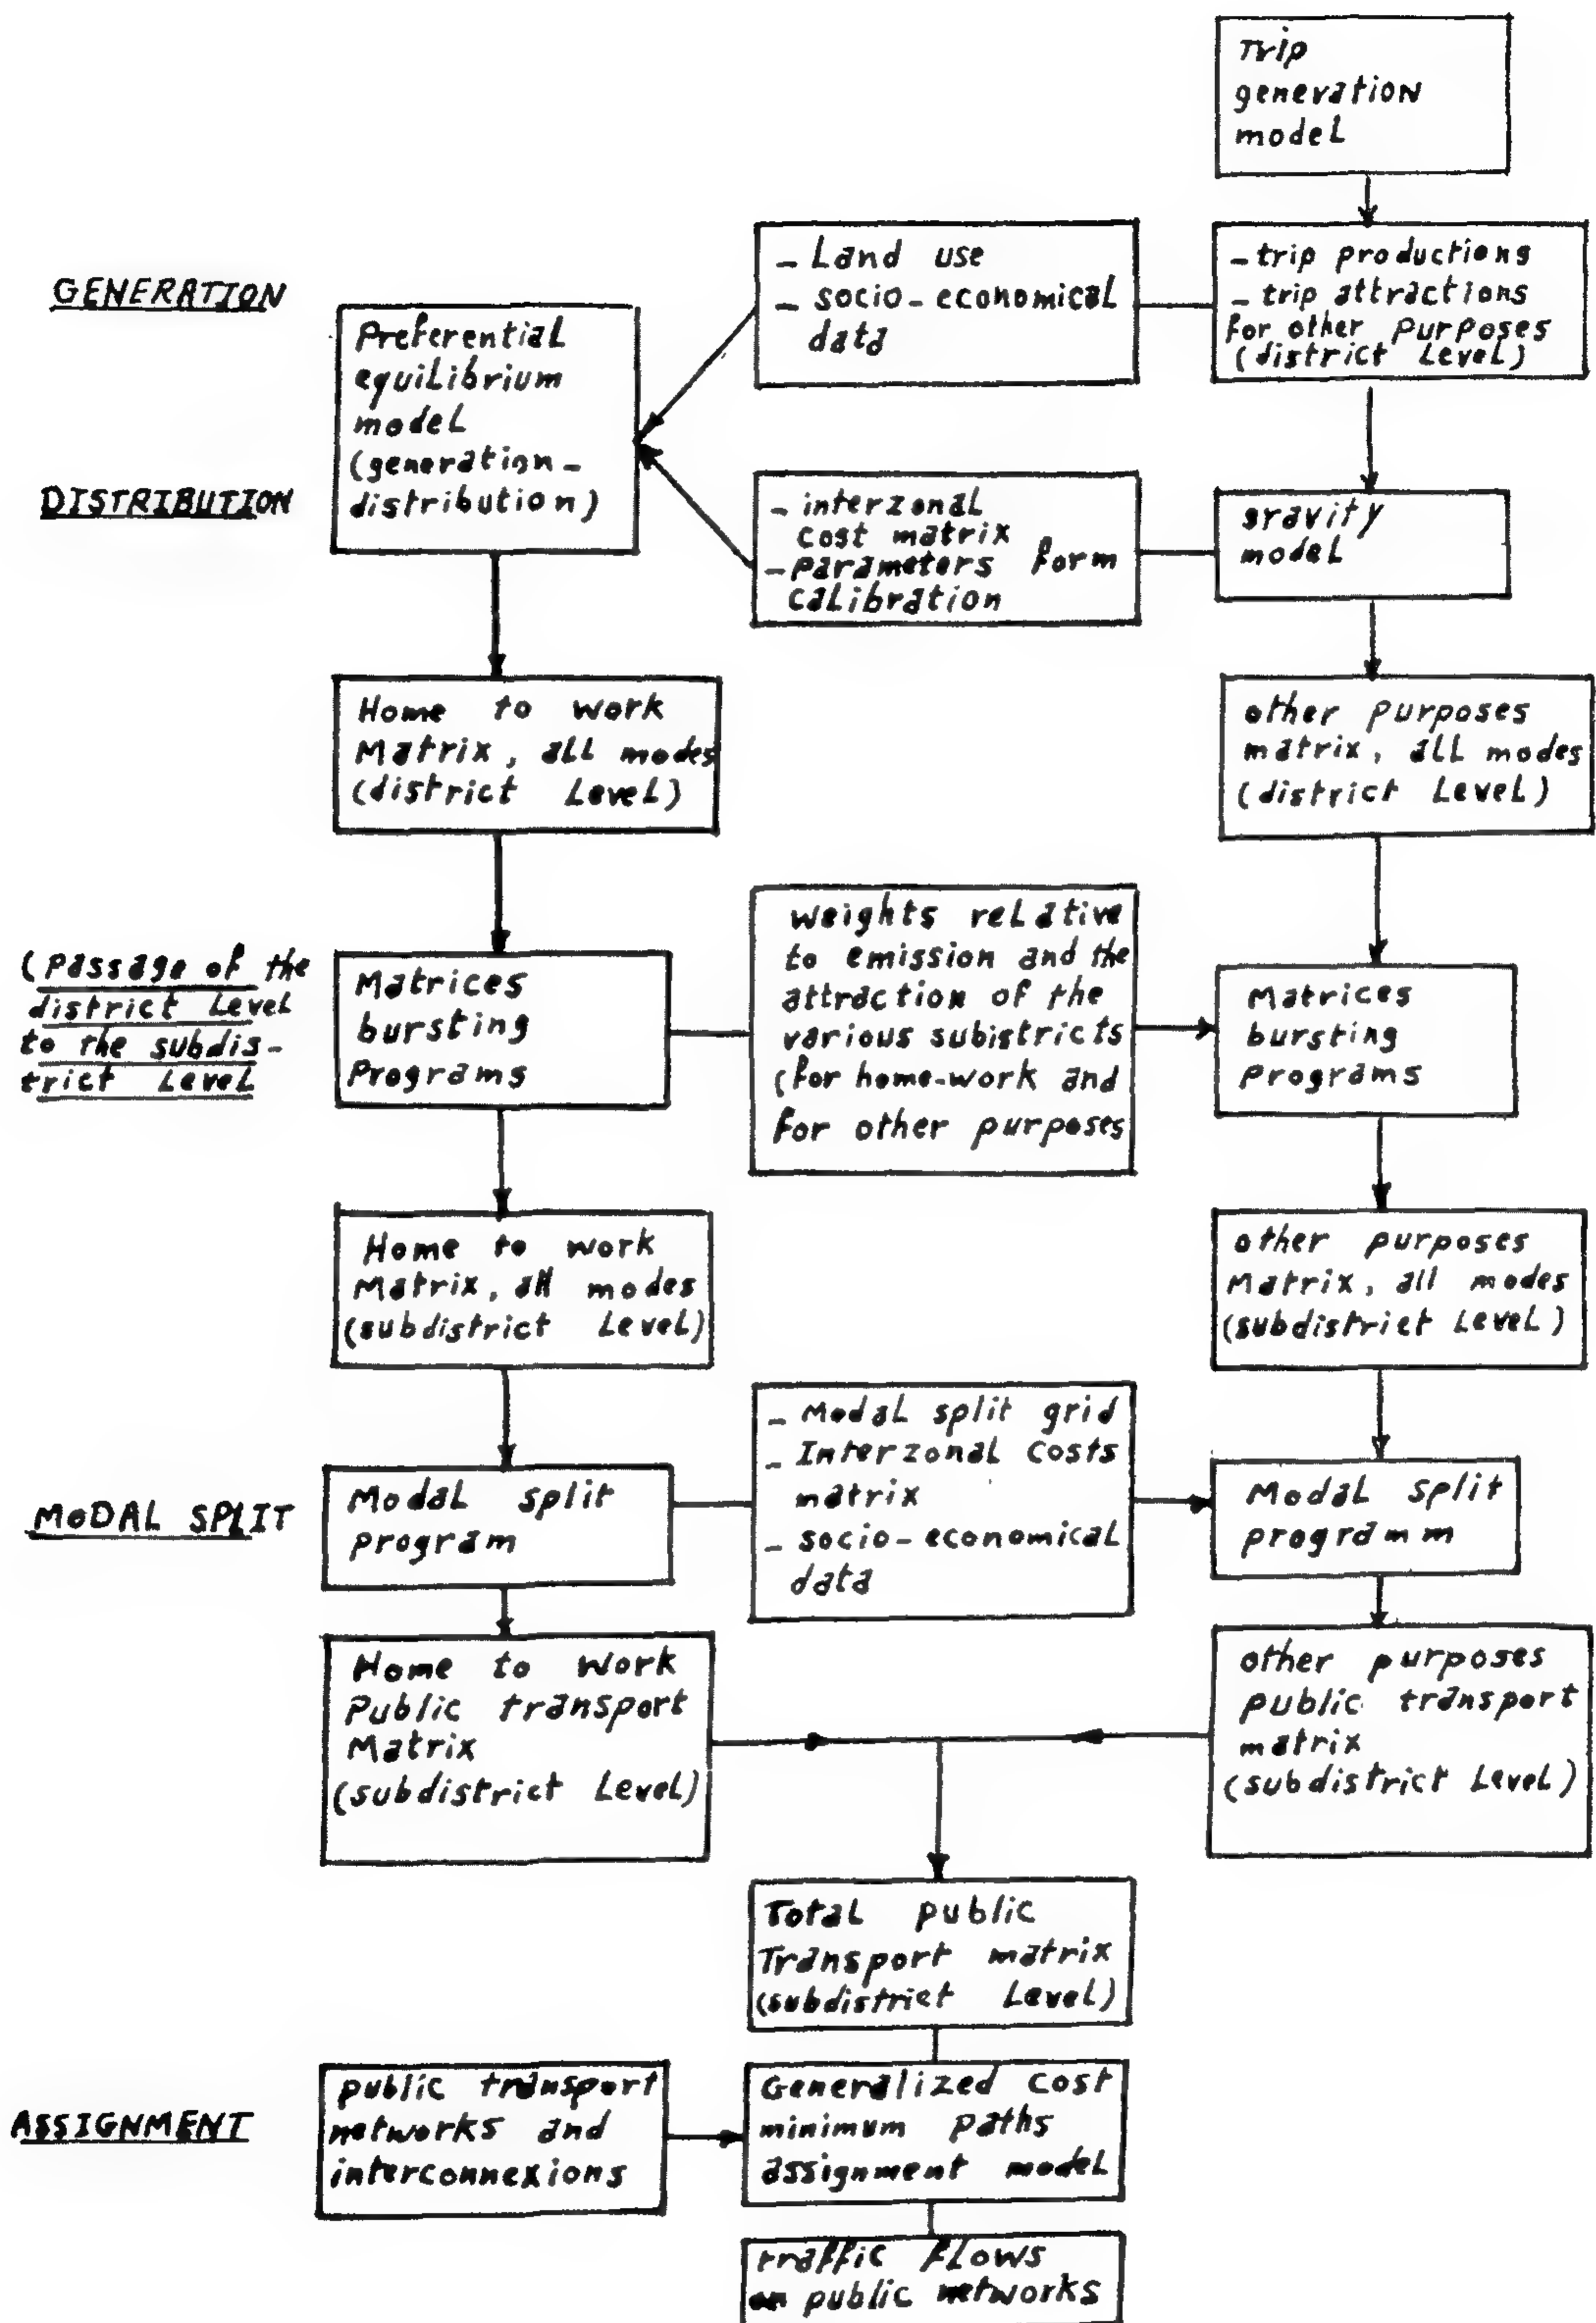 Trip
generation
model
GENERATION
Preferential
equilibrium
model
(generation-
distribution)
- Land use
- socio-economical
data
- trip productions
- trip attractions
for other purposes
(district Level)
DISTRIBUTION
- interzonal
cost matrix
- parameters form
calibration
gravity
model
Home to work
Matrix, all modes
(district Level)
other purposes
matrix, all modes
(district Level)
(passage of the
district Level
to the subdis-
trict Level
Matrices
bursting
Programs
weights relative
to emission and the
attraction of the
various subistricts
(for home-work and
for other purposes
Matrices
bursting
programs
Home to work
Matrix, all modes
(subdistrict Level)
other purposes
Matrix, all modes
(subdistrict Level)
MODAL SPLIT
Modal split
program
- Modal split grid
- Interzonal costs
matrix
- socio-economical
data
Modal split
programm
Home to work
Public transport
Matrix
(subdistrict Level)
other purposes
public transport
matrix
(subdistrict Level)
Total public
Transport matrix
(subdistrict Level)
ASSIGNMENT
public transport
networks and
interconnexions
Generalized cost
minimum paths
assignment model
traffic flows
on public networks